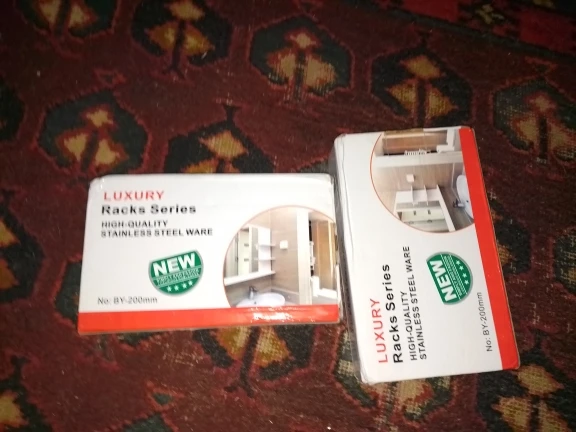 LUXURY
Racks Series
HIGH-QUALITY
STAINLESS STEEL WARE
NEW
No: BY-200mm
LUXURY
Racks Series
HIGH-QUALITY
STAINLESS STEEL WARE
NEW
No: BY-200mm